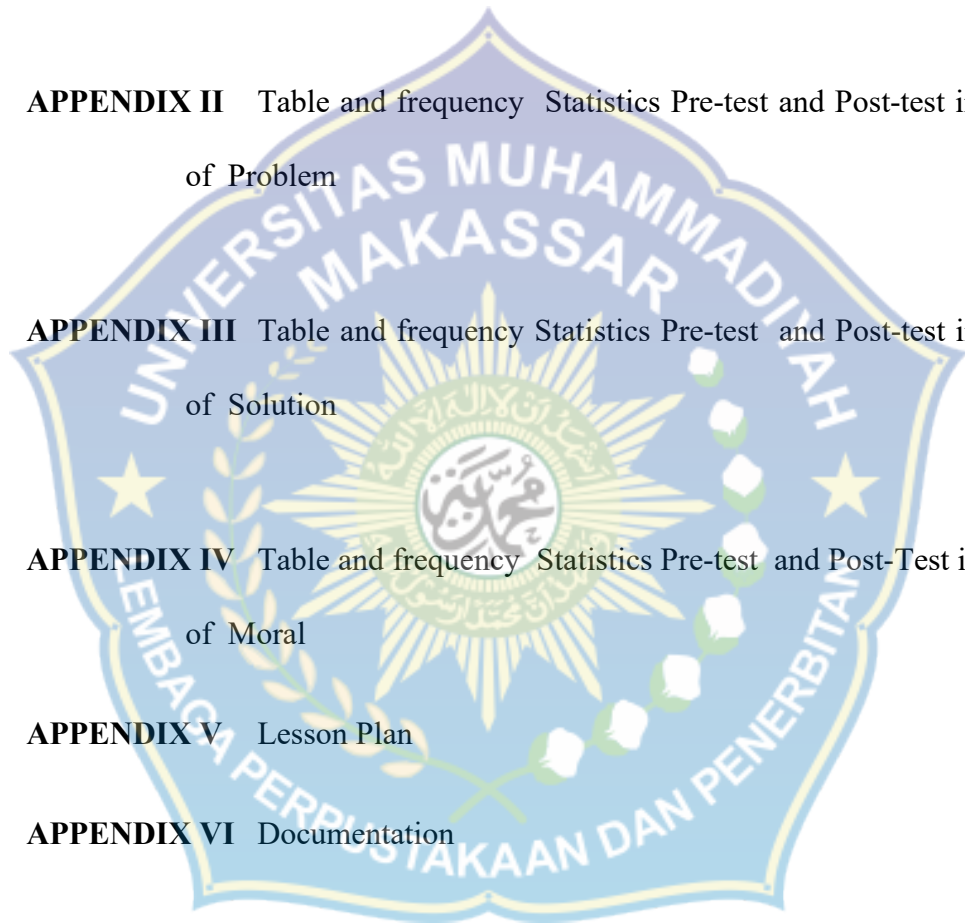 APPENDIX II Table and frequency Statistics Pre-test and Post-test i
of Problem
UNIVERSITAS MUHAMMADIYAH
MAKASSAR
APPENDIX III Table and frequency Statistics Pre-test and Post-test i
of Solution
محمد
APPENDIX IV Table and frequency Statistics Pre-test and Post-Test i
of Moral
APPENDIX V Lesson Plan
APPENDIX VI Documentation
LEMBAGA PERPUSTAKAAN DAN PENERBITAN